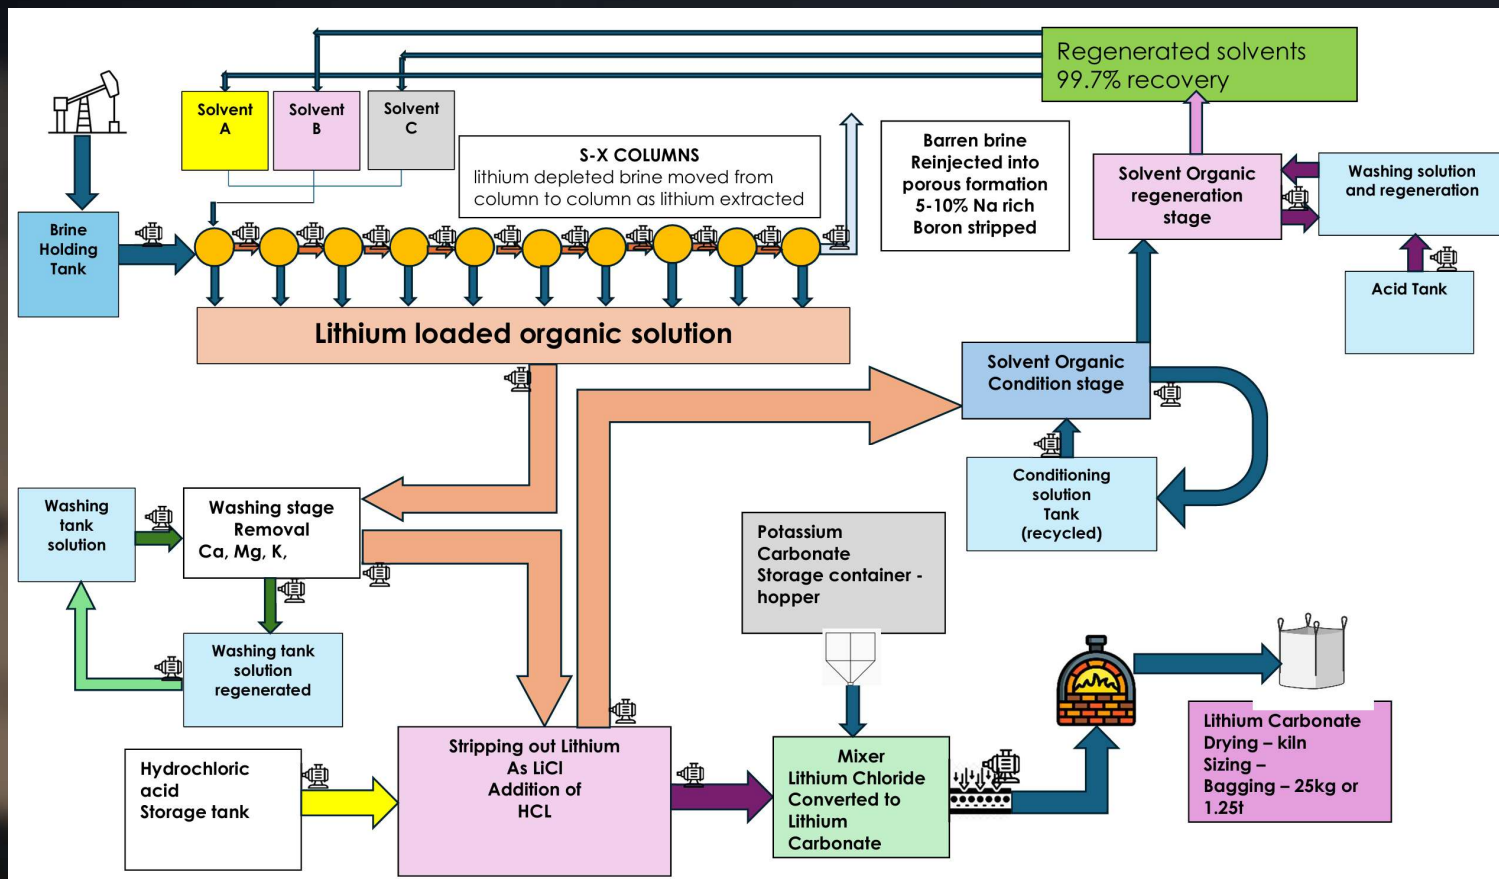 Regenerated solvents
99.7% recovery
Solvent
A
Solvent
B
Solvent
C
S-X COLUMNS
lithium depleted brine moved from
column to column as lithium extracted
Barren brine
Reinjected into
porous formation
5-10% Na rich
Boron stripped
Solvent Organic
regeneration
stage
Washing solution
and regeneration
Acid Tank
Brine
Holding
Tank
Lithium loaded organic solution
Solvent Organic
Condition stage
Conditioning
solution
Tank
(recycled)
Washing
tank
solution
Washing stage
Removal
Ca, Mg, K,
Washing tank
solution
regenerated
Potassium
Carbonate
Storage container -
hopper
Hydrochloric
acid
Storage tank
Stripping out Lithium
As LiCl
Addition of
HCL
Mixer
Lithium Chloride
Converted to
Lithium
Carbonate
Lithium Carbonate
Drying – kiln
Sizing –
Bagging – 25kg or
1.25t